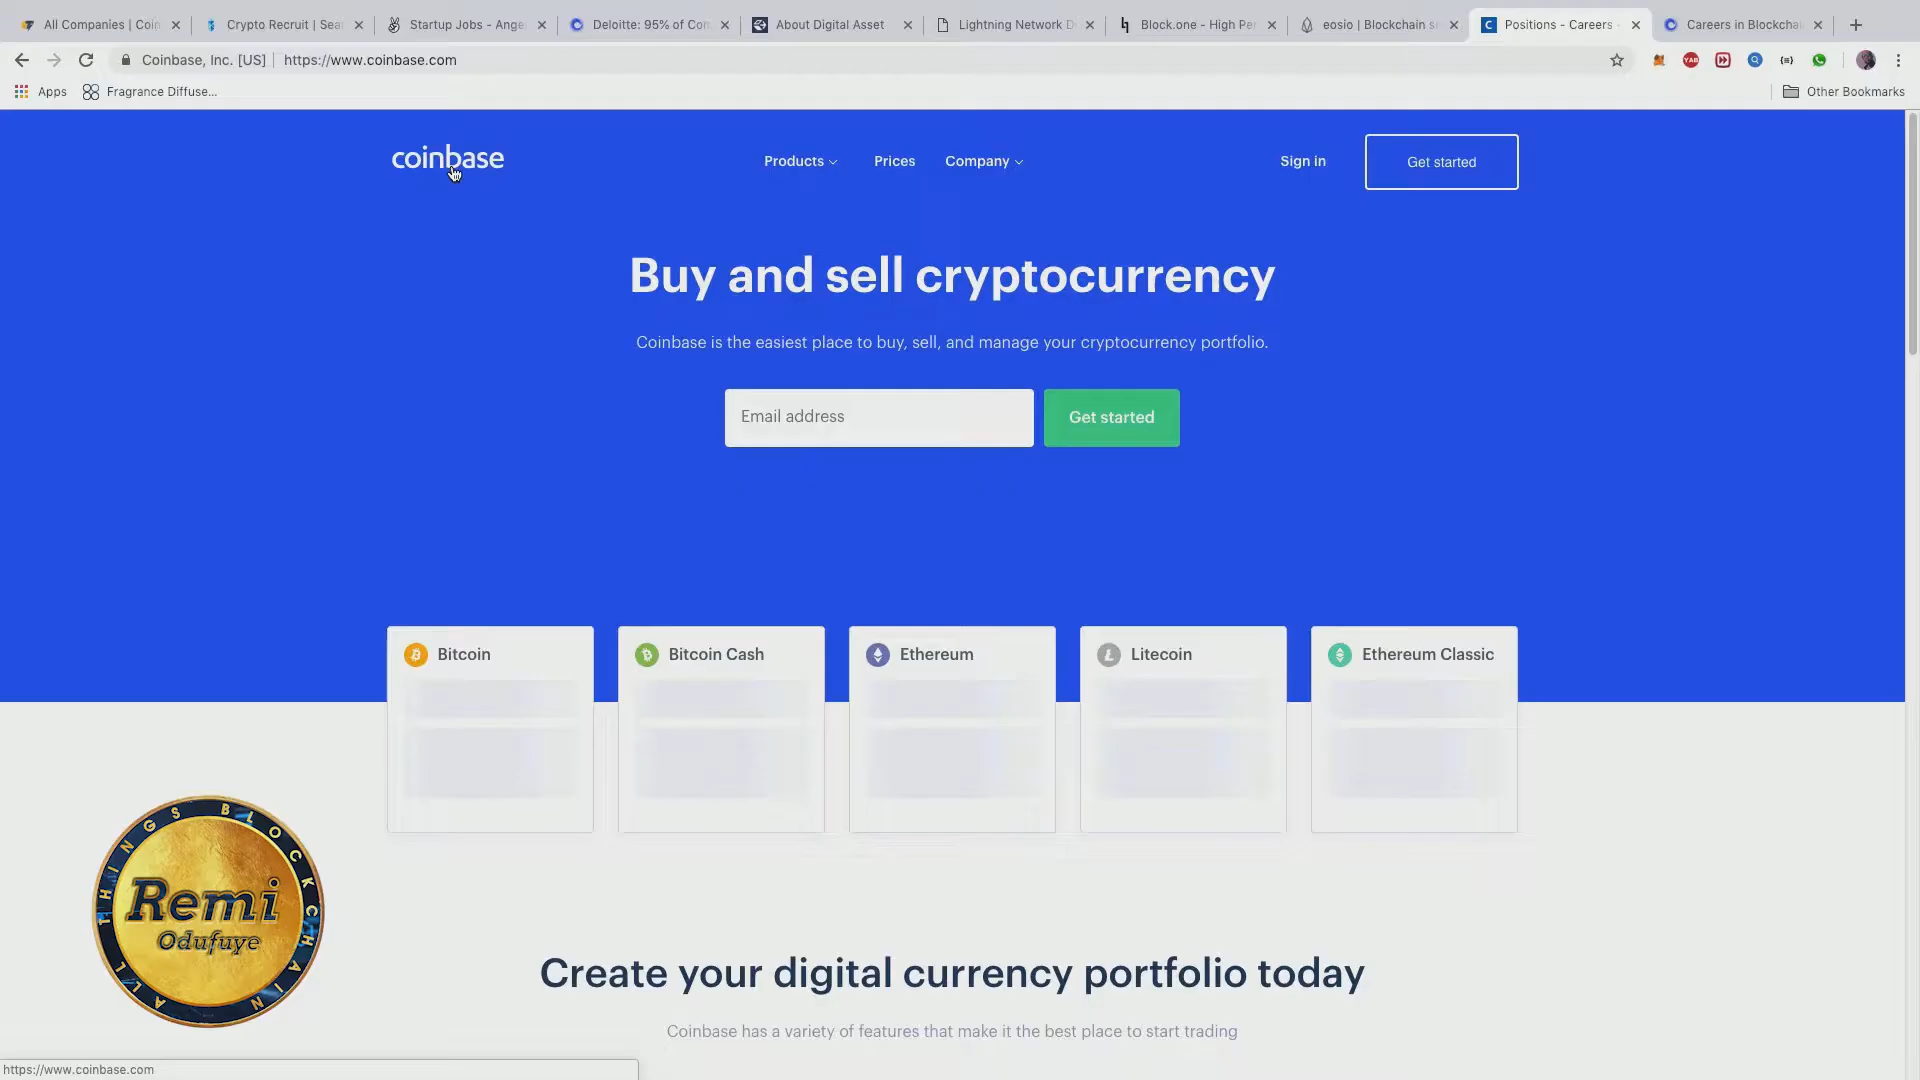 All Companies | Coin
Crypto Recruit | Sea
Startup Jobs - Ange
Deloitte: 95% of Com
About Digital Asset
Lightning Network D
Block.one - High Per
eosio | Blockchain s
Positions - Careers -
Careers in Blockchai
Coinbase, Inc. [US] | https://www.coinbase.com
Apps
Fragrance Diffuse...
Other Bookmarks
coinbase
Products
Prices
Company
Sign in
Get started
Buy and sell cryptocurrency
Coinbase is the easiest place to buy, sell, and manage your cryptocurrency portfolio.
Email address
Get started
Bitcoin
Bitcoin Cash
Ethereum
Litecoin
Ethereum Classic
ALL THINGS BLOCKCHAIN
Remi
Odufuye
Create your digital currency portfolio today
Coinbase has a variety of features that make it the best place to start trading
https://www.coinbase.com